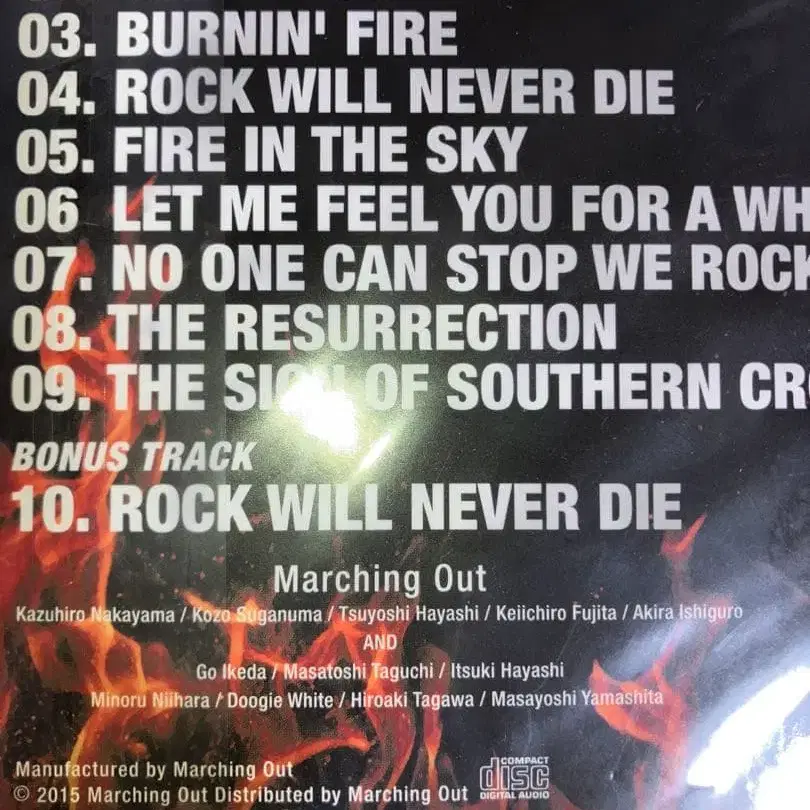 03. BURNIN' FIRE
04. ROCK WILL NEVER DIE
05. FIRE IN THE SKY
06 LET ME FEEL YOU FOR A WH
07. NO ONE CAN STOP WE ROCK
08. THE RESURRECTION
09. THE SIGN OF SOUTHERN CRO
BONUS TRACK
10. ROCK WILL NEVER DIE
Marching Out
Kazuhiro Nakayama / Kozo Suganuma / Tsuyoshi Hayashi / Keiichiro Fujita / Akira Ishiguro
AND
Go Ikeda / Masatoshi Taguchi / Itsuki Hayashi
Minoru Niihara / Doogie White / Hiroaki Tagawa / Masayoshi Yamashita
Manufactured by Marching Out
© 2015 Marching Out Distributed by Marching Out
COMPACT
disc
DIGITAL AUDIO